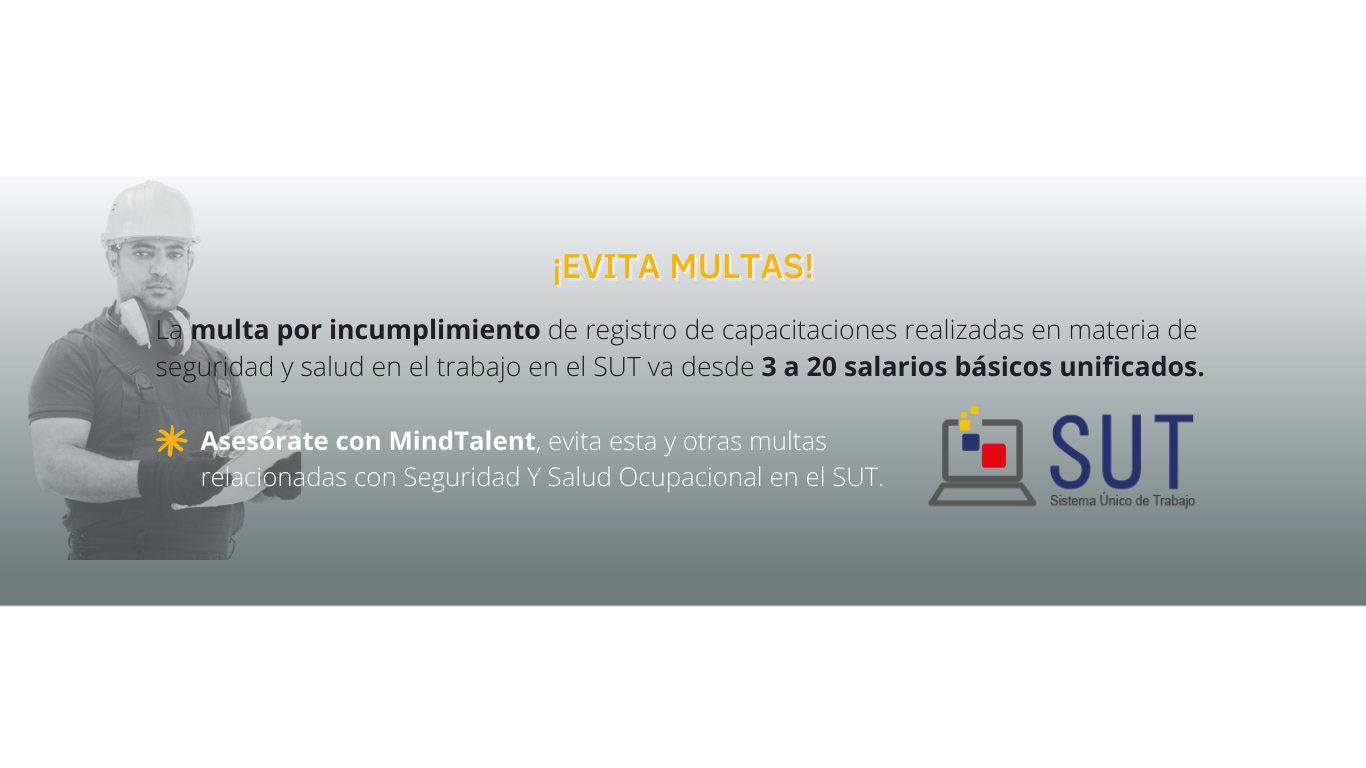 ¡EVITA MULTAS!
La multa por incumplimiento de registro de capacitaciones realizadas en materia de
seguridad y salud en el trabajo en el SUT va desde 3 a 20 salarios básicos unificados.
Asesórate con MindTalent, evita esta y otras multas
relacionadas con Seguridad Y Salud Ocupacional en el SUT.
SUT
Sistema Único de Trabajo